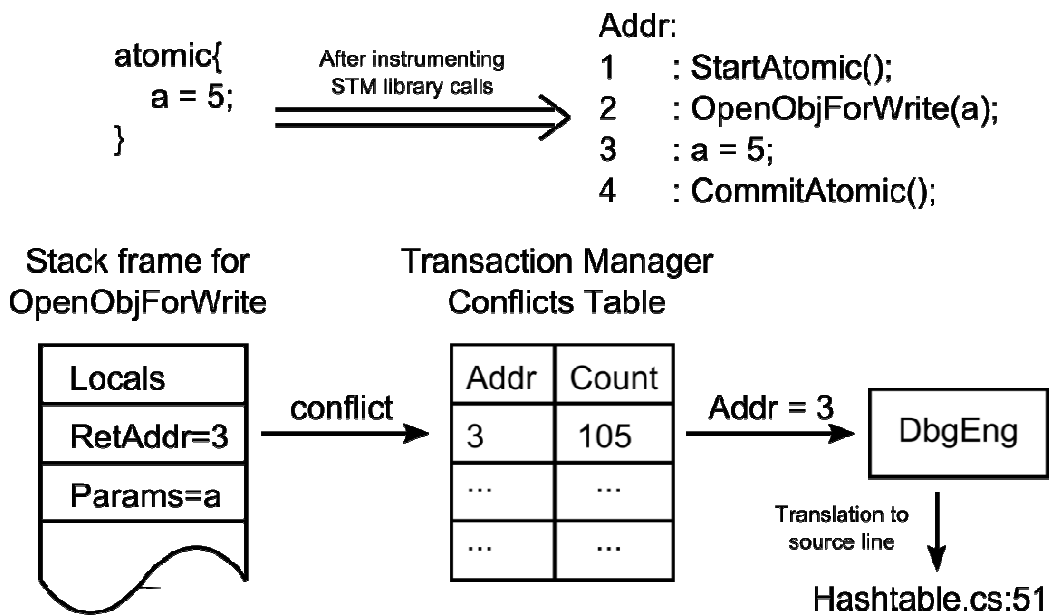 atomic{
a = 5;
}
After instrumenting
STM library calls
Addr:
1 : StartAtomic();
2 : OpenObjForWrite(a);
3 : a = 5;
4 : CommitAtomic();
Stack frame for
OpenObjForWrite
Locals
RetAddr=3
Params=a
conflict
Transaction Manager
Conflicts Table
Addr Count
3 105
... ...
... ...
Addr = 3
DbgEng
Translation to
source line
Hashtable.cs:51